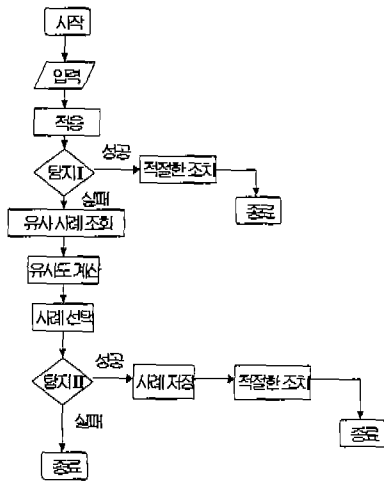 시작
입력
적응
탐지 I
성공
적절한 조치
종료
실패
유사 사례 조회
유사도 계산
사례 선택
탐지 II
성공
사례 저장
적절한 조치
종료
실패
종료